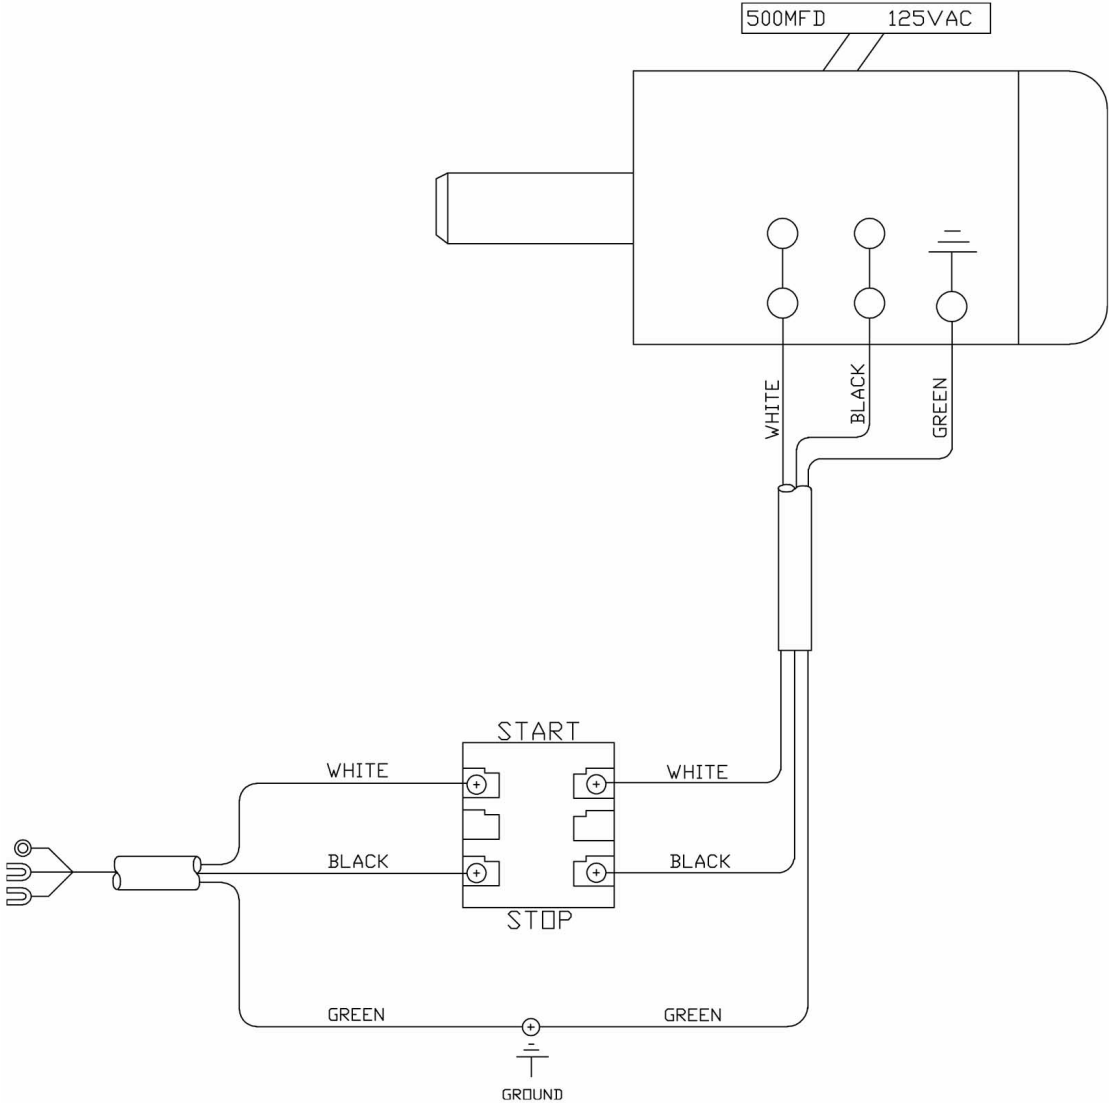 500MFD 125VAC
WHITE
BLACK
GREEN
START
WHITE
WHITE
BLACK
BLACK
STOP
GREEN
GREEN
GROUND